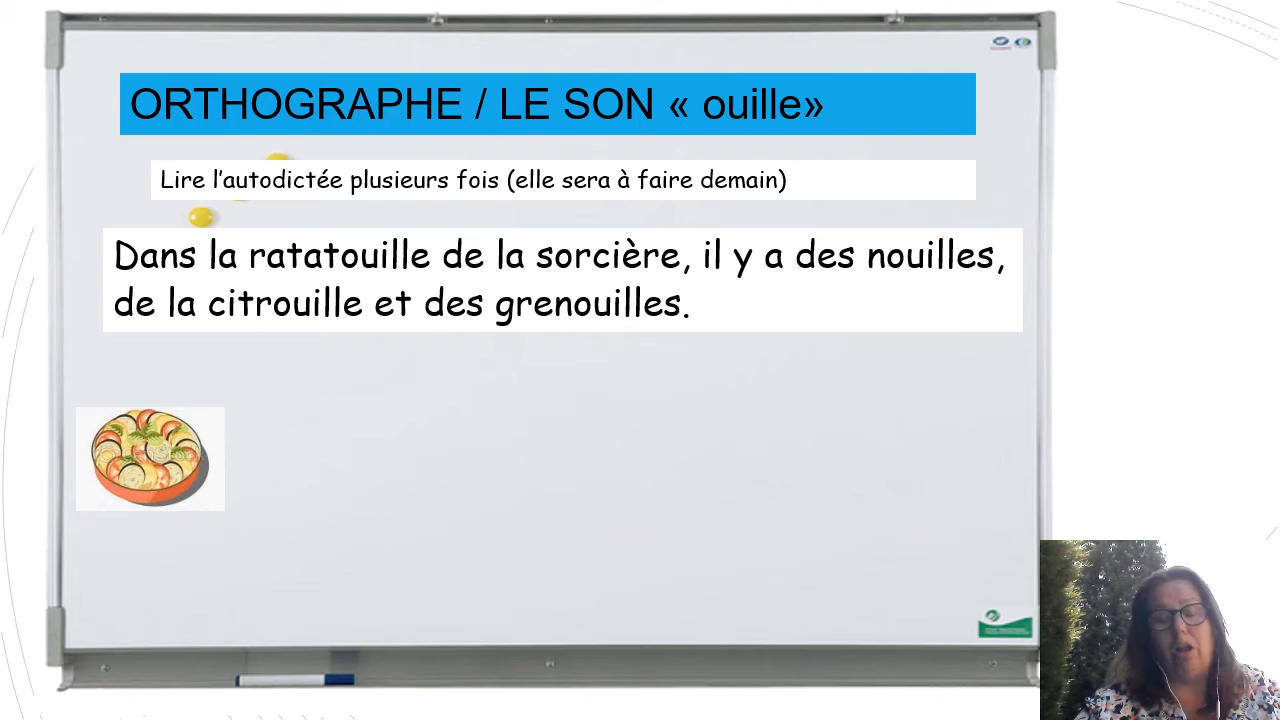 ORTHOGRAPHE / LE SON « ouille»
Lire l'autodictée plusieurs fois (elle sera à faire demain)
Dans la ratatouille de la sorcière, il y a des nouilles,
de la citrouille et des grenouilles.